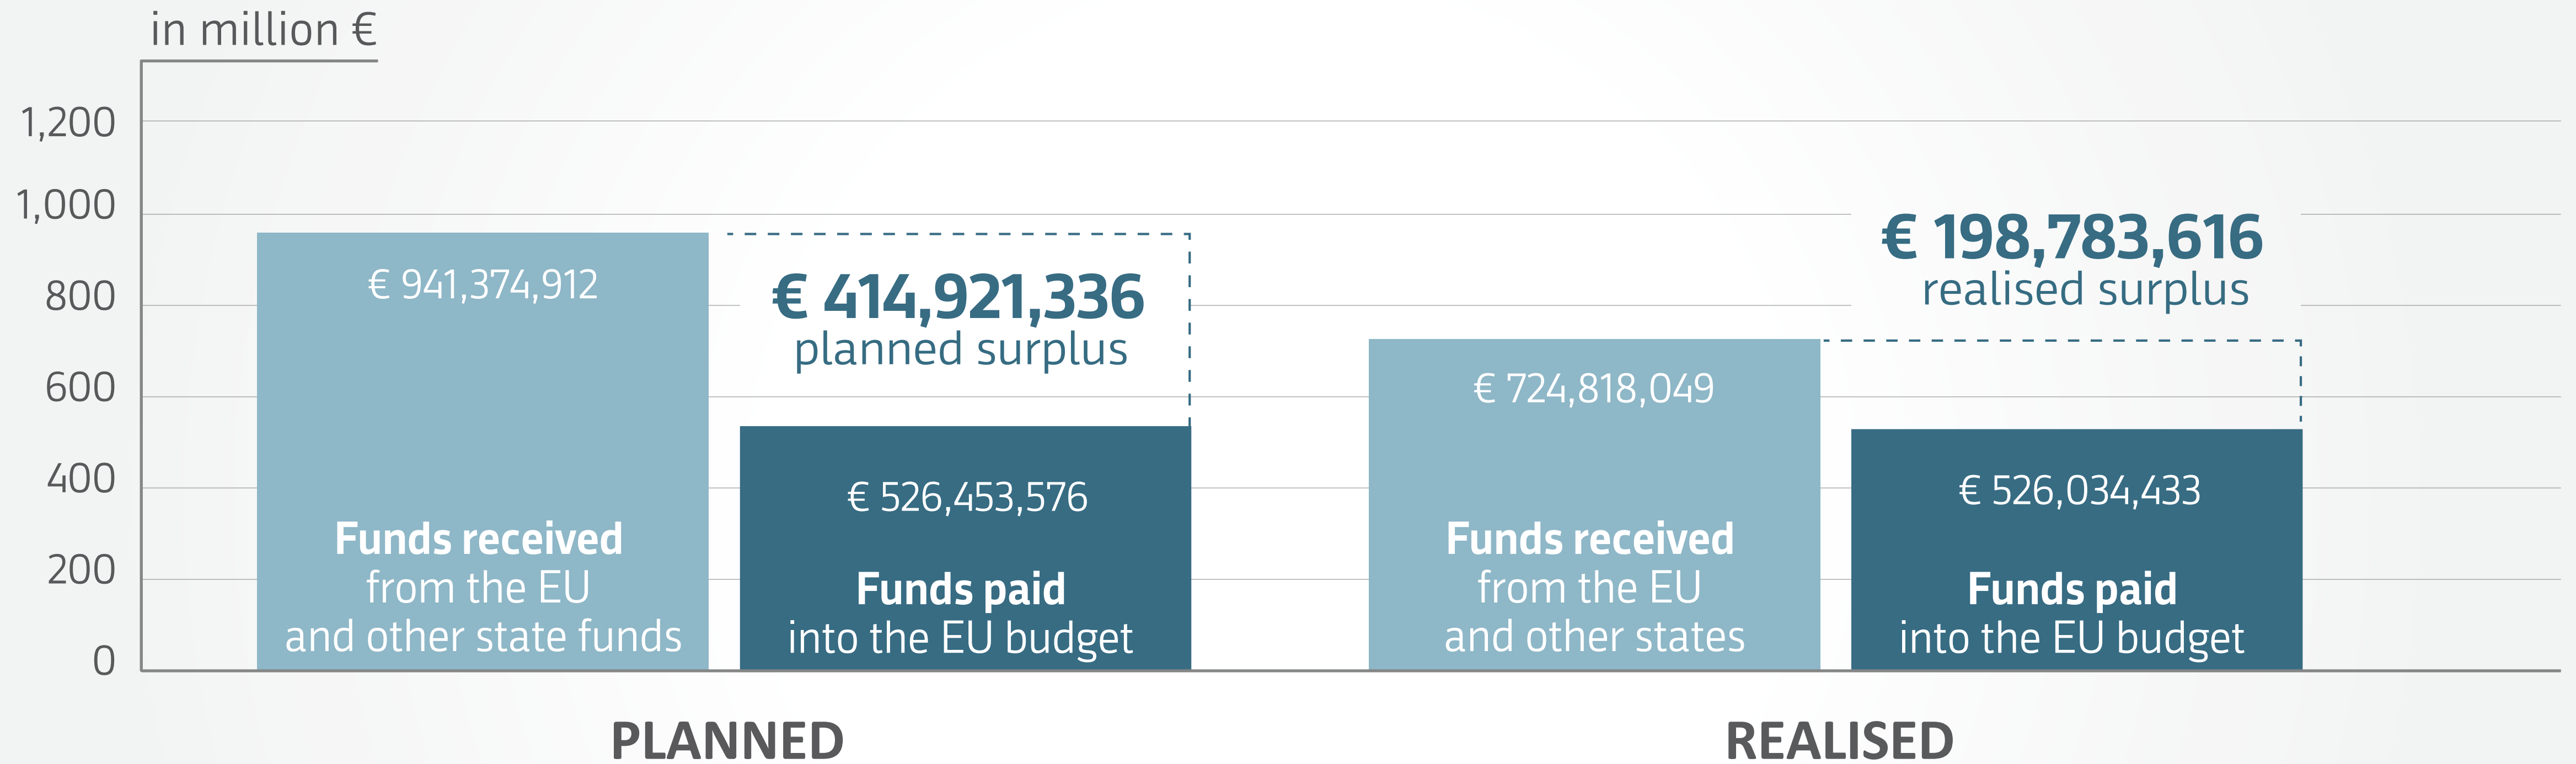 in million €
1,200
1,000
800
600
400
200
0
€ 941,374,912
Funds received
from the EU
and other state funds
€ 414,921,336
planned surplus
€ 526,453,576
Funds paid
into the EU budget
€ 724,818,049
Funds received
from the EU
and other states
€ 198,783,616
realised surplus
€ 526,034,433
Funds paid
into the EU budget
PLANNED
REALISED